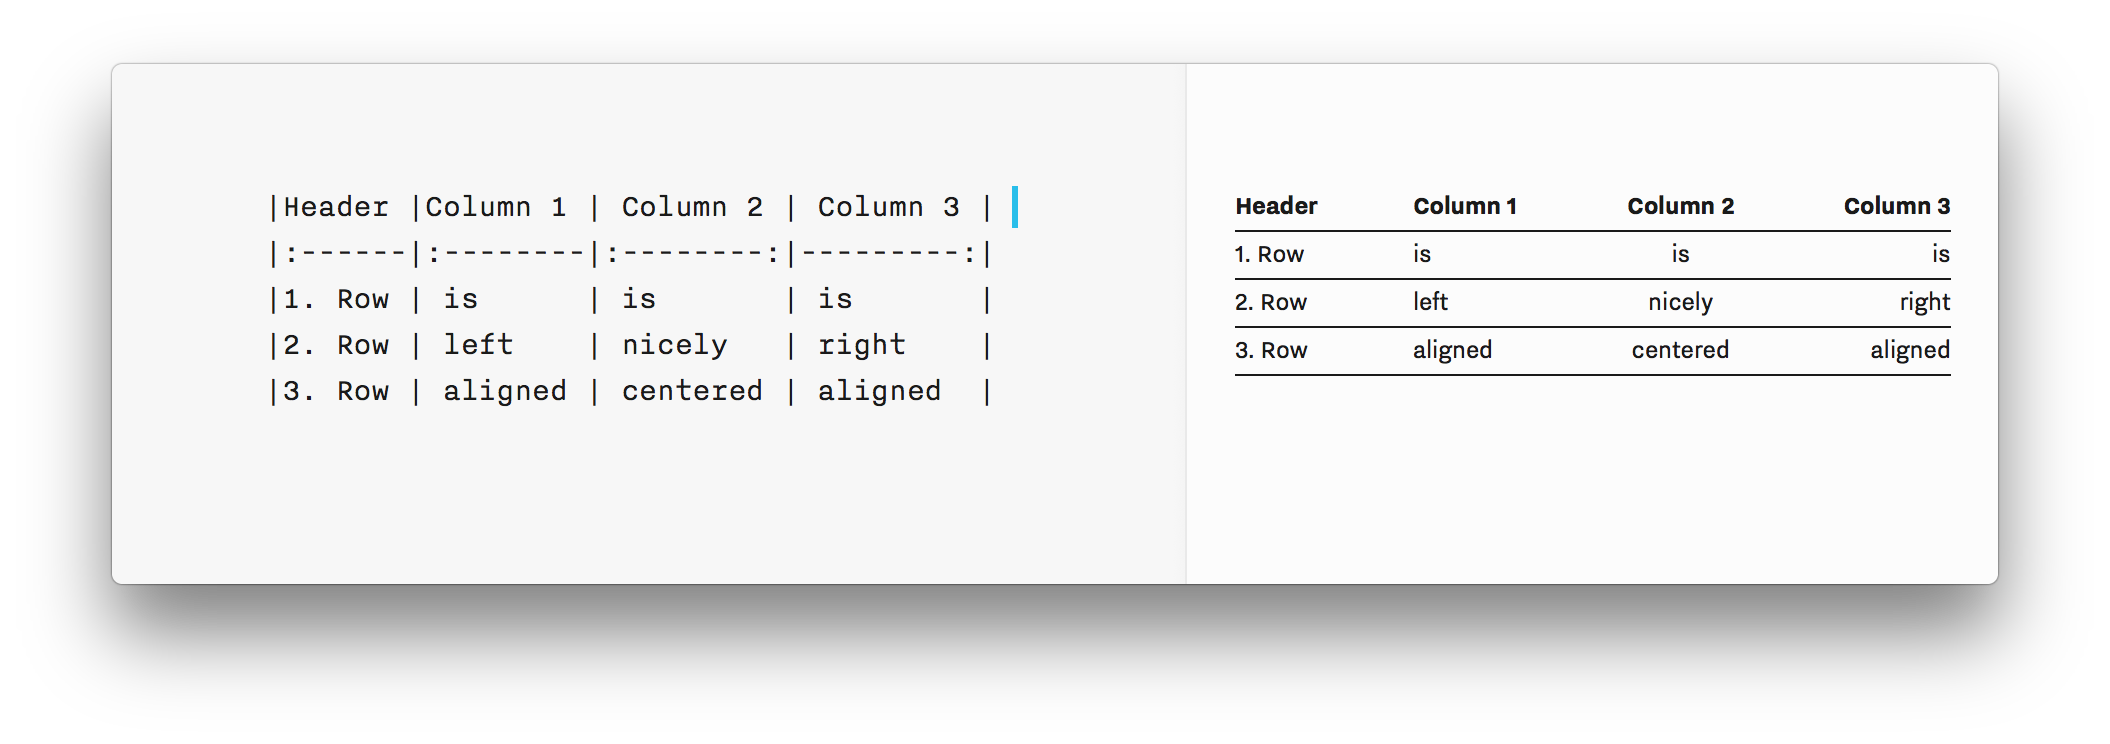 |Header |Column 1 | Column 2 | Column 3 |
|:------|:--------|:--------:|---------:|
|1. Row | is      | is       | is       |
|2. Row | left    | nicely   | right    |
|3. Row | aligned | centered | aligned  |
Header Column 1 Column 2 Column 3
1. Row is is is
2. Row left nicely right
3. Row aligned centered aligned